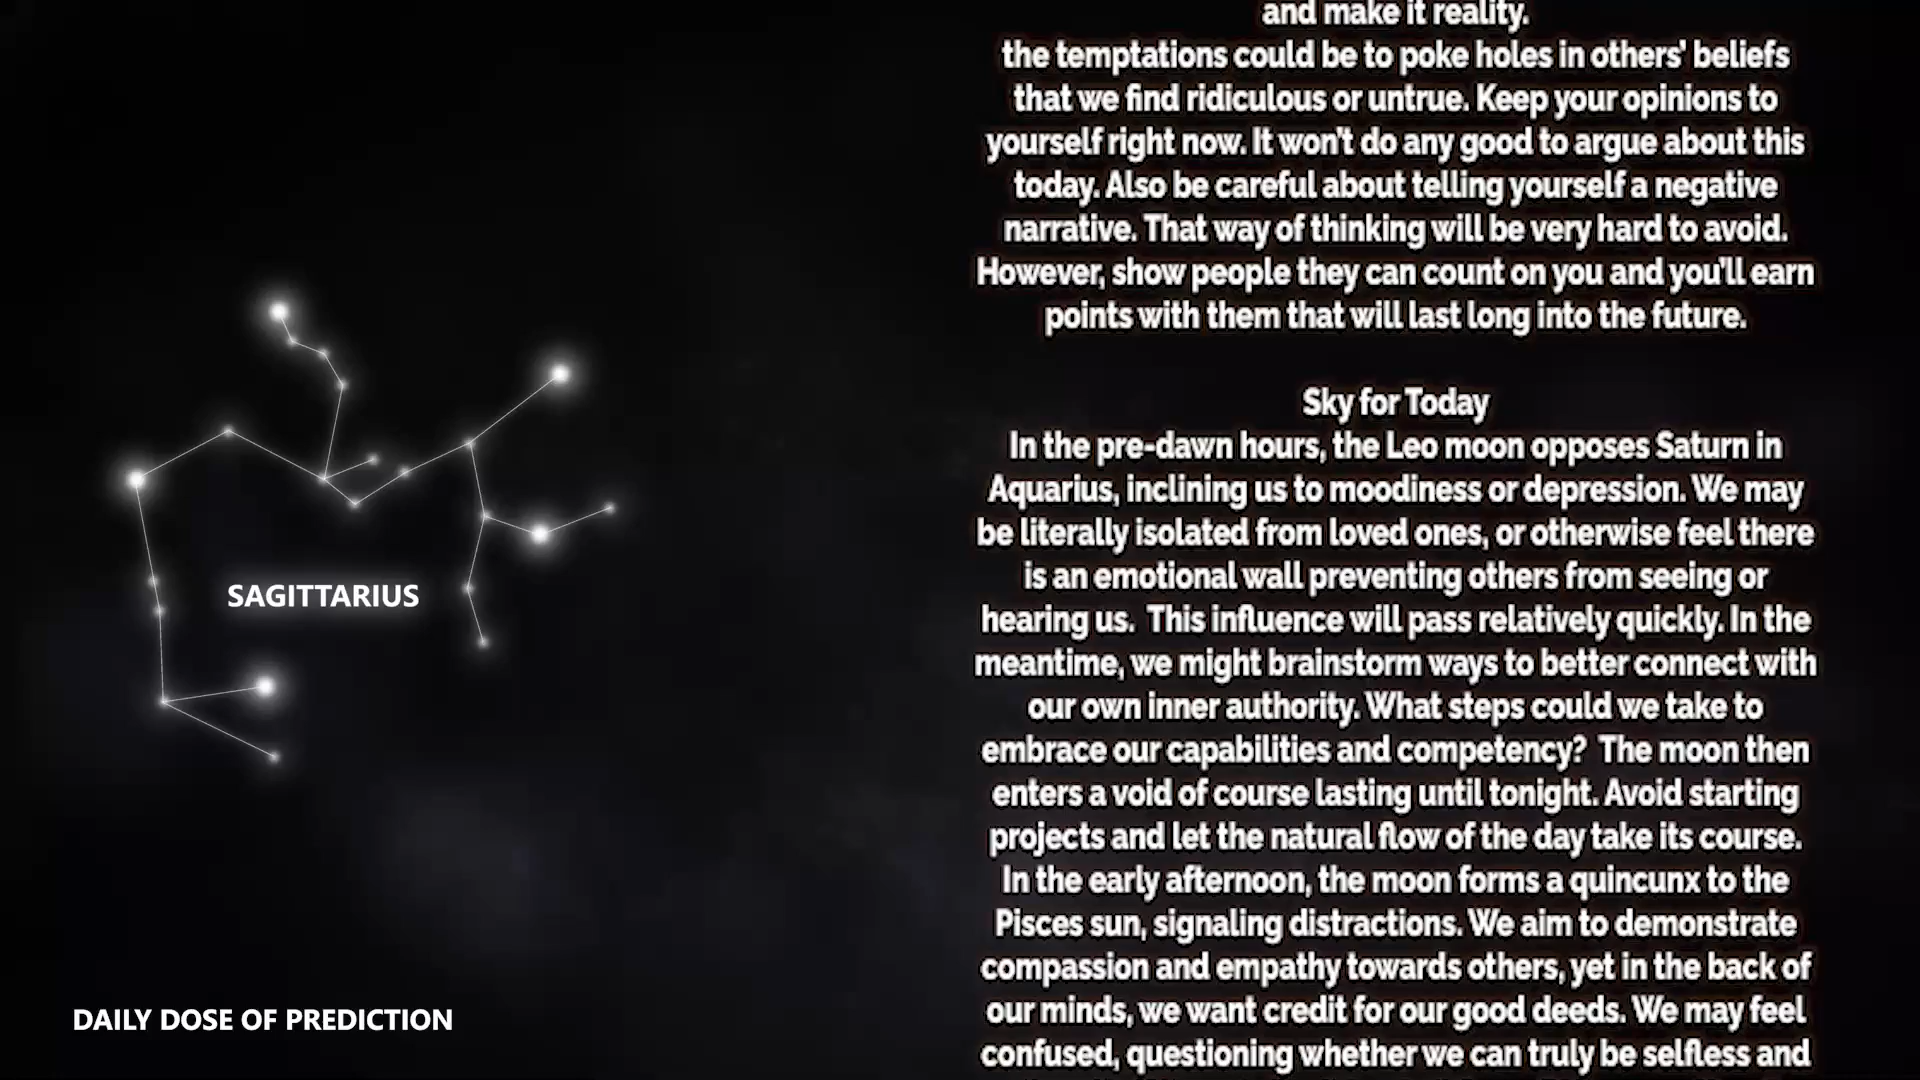 and make it reality.
the temptations could be to poke holes in others' beliefs
that we find ridiculous or untrue. Keep your opinions to
yourself right now. It won't do any good to argue about this
today. Also be careful about telling yourself a negative
narrative. That way of thinking will be very hard to avoid.
However, show people they can count on you and you'll earn
points with them that will last long into the future.
Sky for Today
In the pre-dawn hours, the Leo moon opposes Saturn in
Aquarius, inclining us to moodiness or depression. We may
be literally isolated from loved ones, or otherwise feel there
is an emotional wall preventing others from seeing or
hearing us.  This influence will pass relatively quickly. In the
meantime, we might brainstorm ways to better connect with
our own inner authority. What steps could we take to
embrace our capabilities and competency?  The moon then
enters a void of course lasting until tonight. Avoid starting
projects and let the natural flow of the day take its course.
In the early afternoon, the moon forms a quincunx to the
Pisces sun, signaling distractions. We aim to demonstrate
compassion and empathy towards others, yet in the back of
our minds, we want credit for our good deeds. We may feel
confused, questioning whether we can truly be selfless and
SAGITTARIUS
DAILY DOSE OF PREDICTION